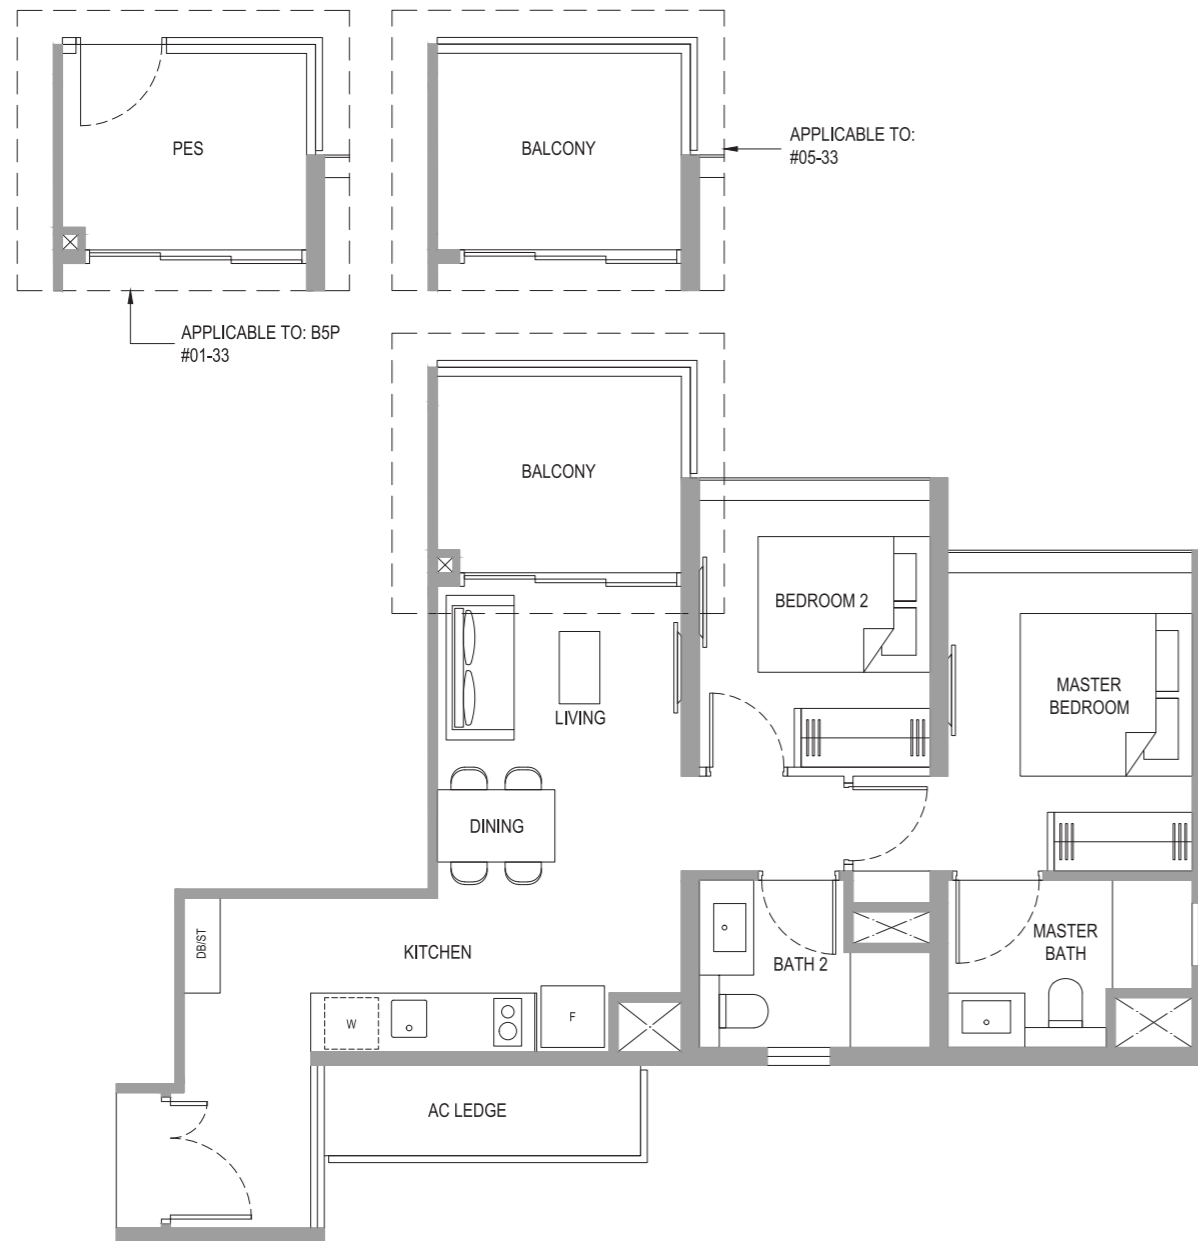 PES
BALCONY
APPLICABLE TO:
#05-33
APPLICABLE TO: B5P
#01-33
BALCONY
BEDROOM 2
MASTER
BEDROOM
LIVING
DINING
DB/ST
KITCHEN
BATH 2
MASTER
BATH
W
F
AC LEDGE